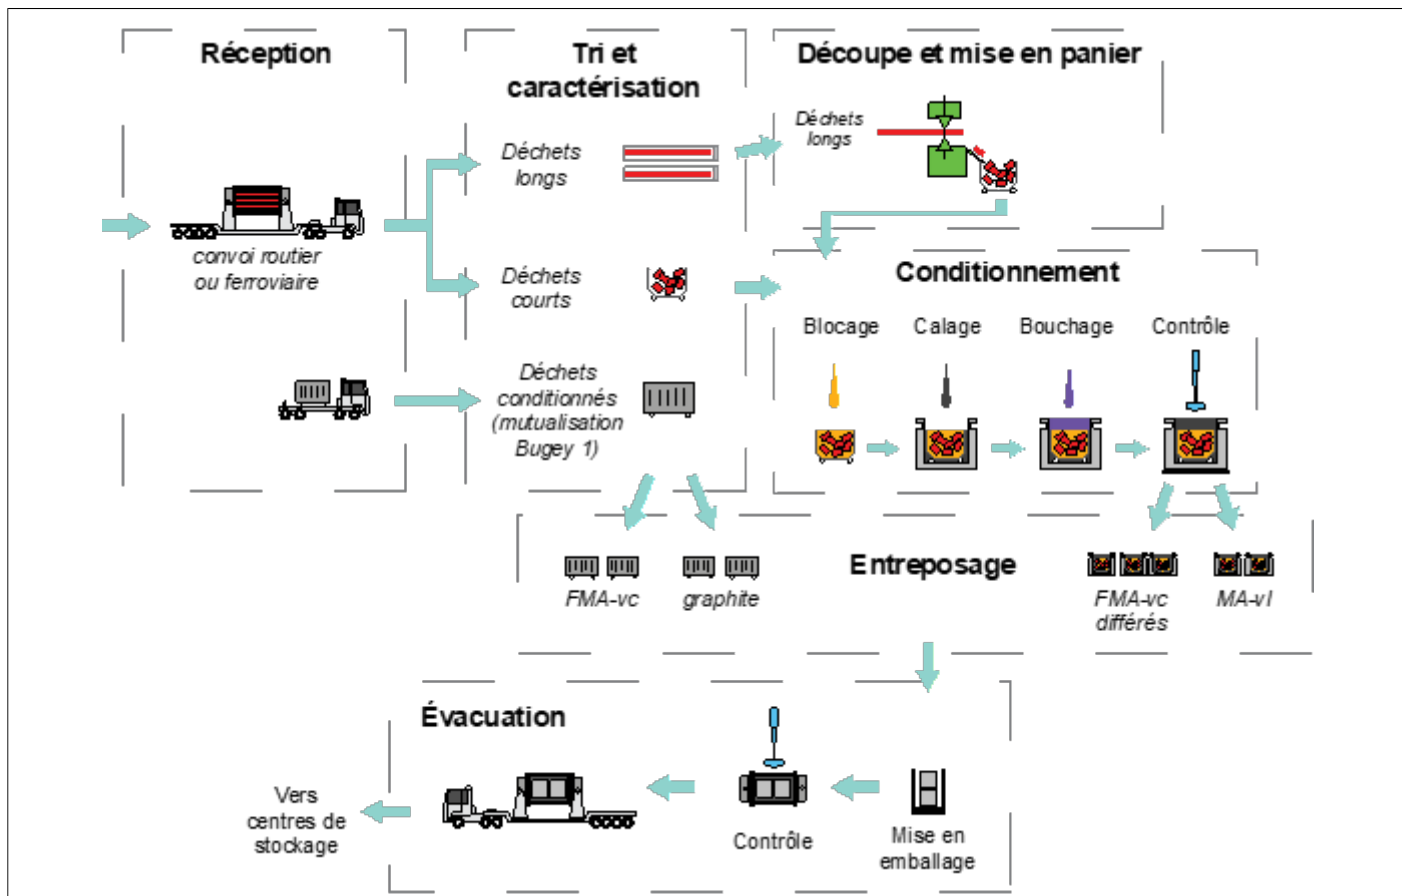 Réception
convoi routier
ou ferroviaire
Tri et
caractérisation
Déchets
longs
Déchets
courts
Déchets
conditionnés
(mutualisation
Bugey 1)
Découpe et mise en panier
Déchets
longs
Conditionnement
Blocage
Calage
Bouchage
Contrôle
Entreposage
FMA-vc
graphite
FMA-vc
différés
MA-vl
Évacuation
Vers
centres de
stockage
Contrôle
Mise en
emballage